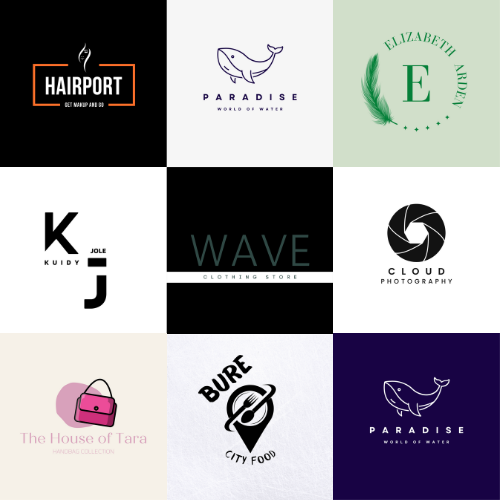 HAIRPORT
GET MAKUP AND GO
PARADISE
WORLD OF WATER
ELIZABETH ARDEN
E
K
KUIDY
JOLE
J
WAVE
CLOTHING STORE
CLOUD
PHOTOGRAPHY
The House of Tara
HANDBAG COLLECTION
BURE
CITY FOOD
PARADISE
WORLD OF WATER